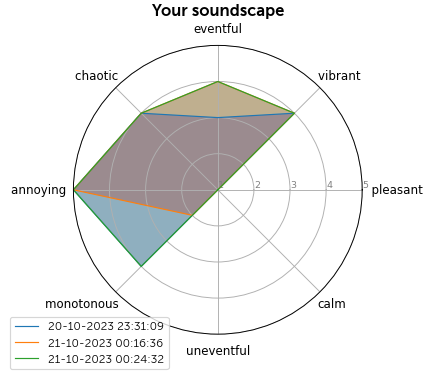 Your soundscape
eventful
chaotic
vibrant
annoying
1
2
3
4
5
pleasant
monotonous
calm
uneventful
20-10-2023 23:31:09
21-10-2023 00:16:36
21-10-2023 00:24:32